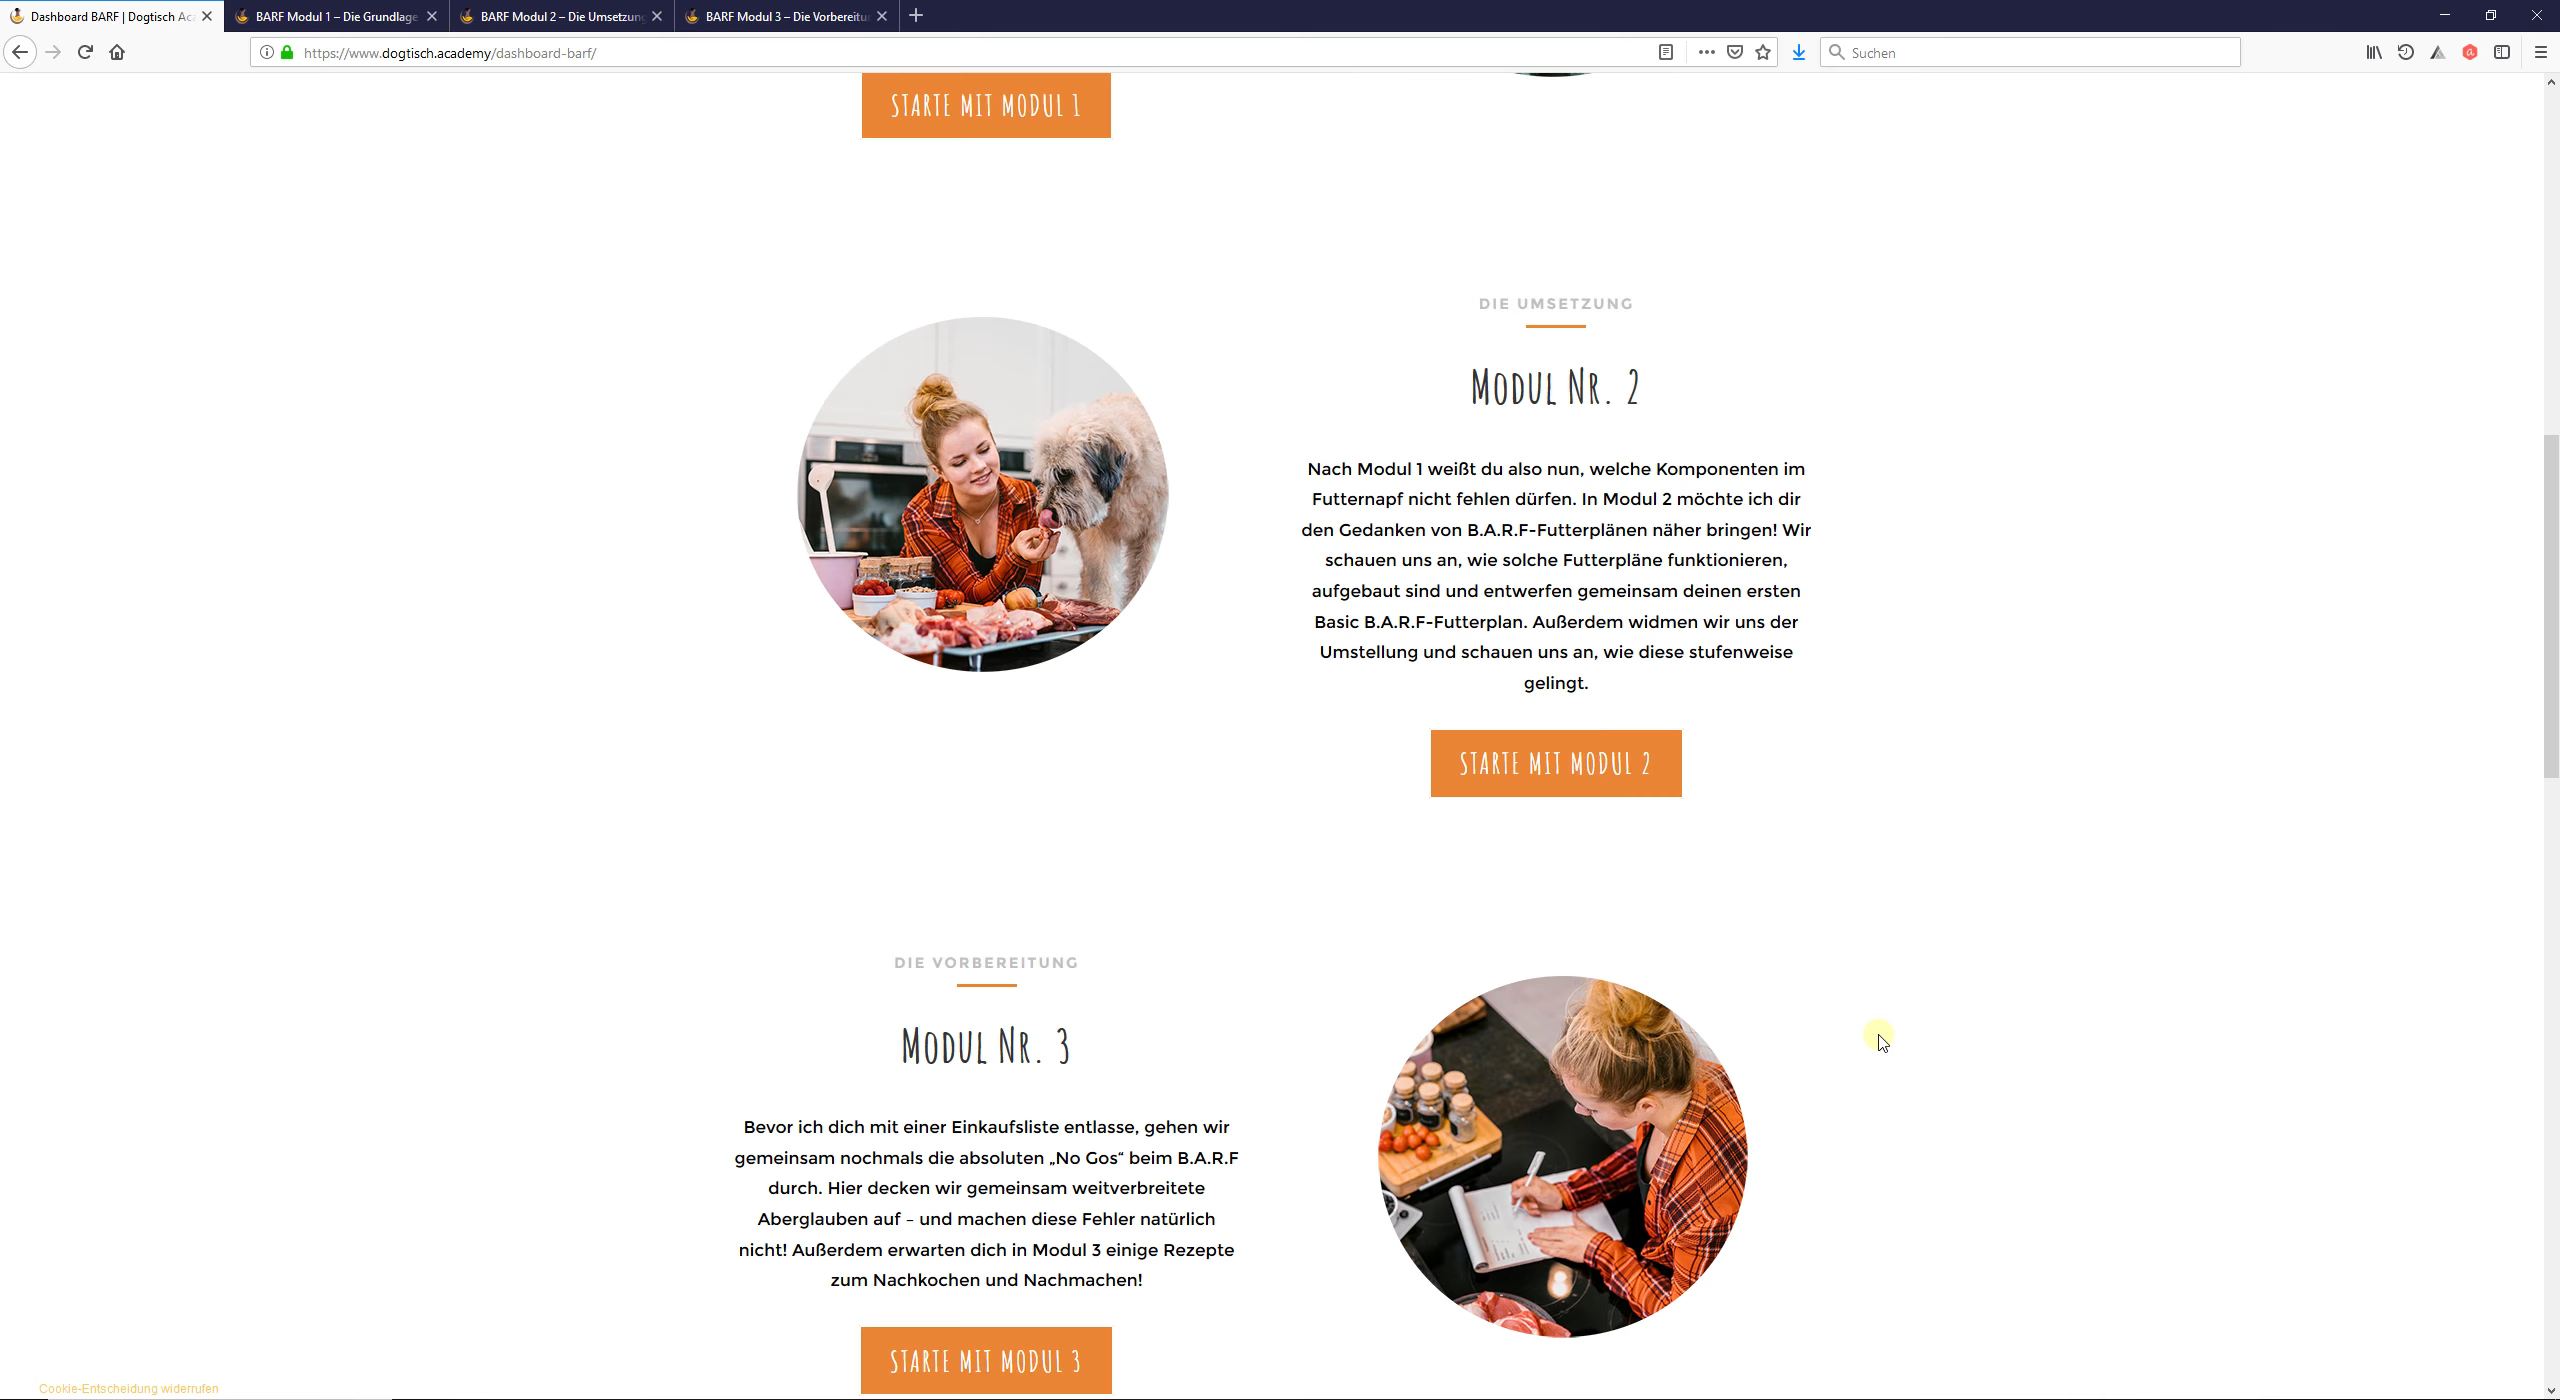 Dashboard BARF | Dogtisch Ac
BARF Modul 1 – Die Grundlage
BARF Modul 2 – Die Umsetzung
BARF Modul 3 – Die Vorbereitu
https://www.dogtisch.academy/dashboard-barf/
Suchen
STARTE MIT MODUL 1
DIE UMSETZUNG
Modul Nr. 2
Nach Modul 1 weißt du also nun, welche Komponenten im
Futternapf nicht fehlen dürfen. In Modul 2 möchte ich dir
den Gedanken von B.A.R.F-Futterplänen näher bringen! Wir
schauen uns an, wie solche Futterpläne funktionieren,
aufgebaut sind und entwerfen gemeinsam deinen ersten
Basic B.A.R.F-Futterplan. Außerdem widmen wir uns der
Umstellung und schauen uns an, wie diese stufenweise
gelingt.
STARTE MIT MODUL 2
DIE VORBEREITUNG
Modul Nr. 3
Bevor ich dich mit einer Einkaufsliste entlasse, gehen wir
gemeinsam nochmals die absoluten „No Gos“ beim B.A.R.F
durch. Hier decken wir gemeinsam weitverbreitete
Aberglauben auf – und machen diese Fehler natürlich
nicht! Außerdem erwarten dich in Modul 3 einige Rezepte
zum Nachkochen und Nachmachen!
STARTE MIT MODUL 3
Cookie-Entscheidung widerrufen